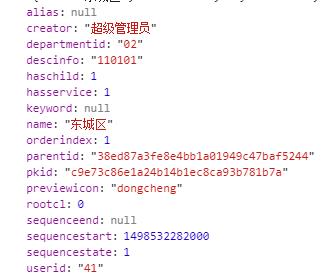 alias: null
creator: "超级管理员"
departmentid: "02"
descinfo: "110101"
haschild: 1
hasservice: 1
keyword: null
name: "东城区"
orderindex: 1
parentid: "38ed87a3fe8e4bb1a01949c47baf5244"
pkid: "c9e73c86e1a24b14b1ec8ca93b781b7a"
previewicon: "dongcheng"
rootcl: 0
sequenceend: null
sequencestart: 1498532282000
sequencestate: 1
userid: "41"